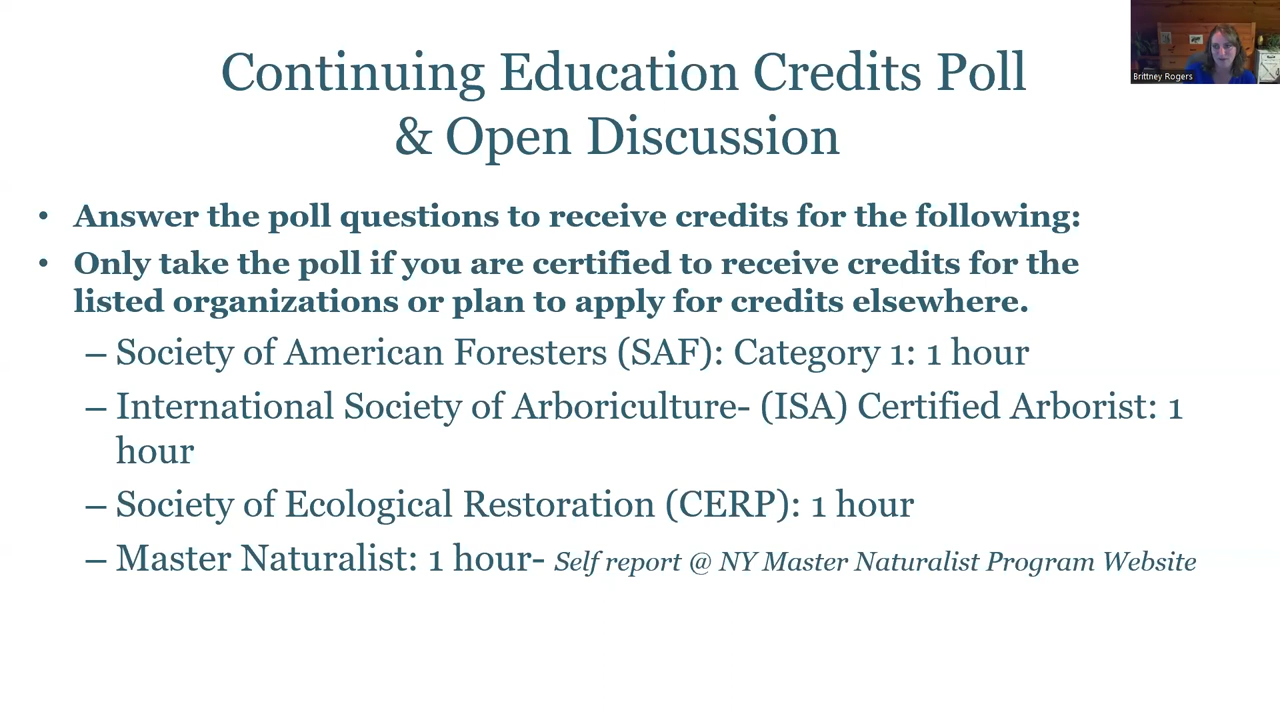 Continuing Education Credits Poll
& Open Discussion
Brittney Rogers
• Answer the poll questions to receive credits for the following:
• Only take the poll if you are certified to receive credits for the
listed organizations or plan to apply for credits elsewhere.
– Society of American Foresters (SAF): Category 1: 1 hour
– International Society of Arboriculture- (ISA) Certified Arborist: 1
hour
– Society of Ecological Restoration (CERP): 1 hour
– Master Naturalist: 1 hour- Self report @ NY Master Naturalist Program Website